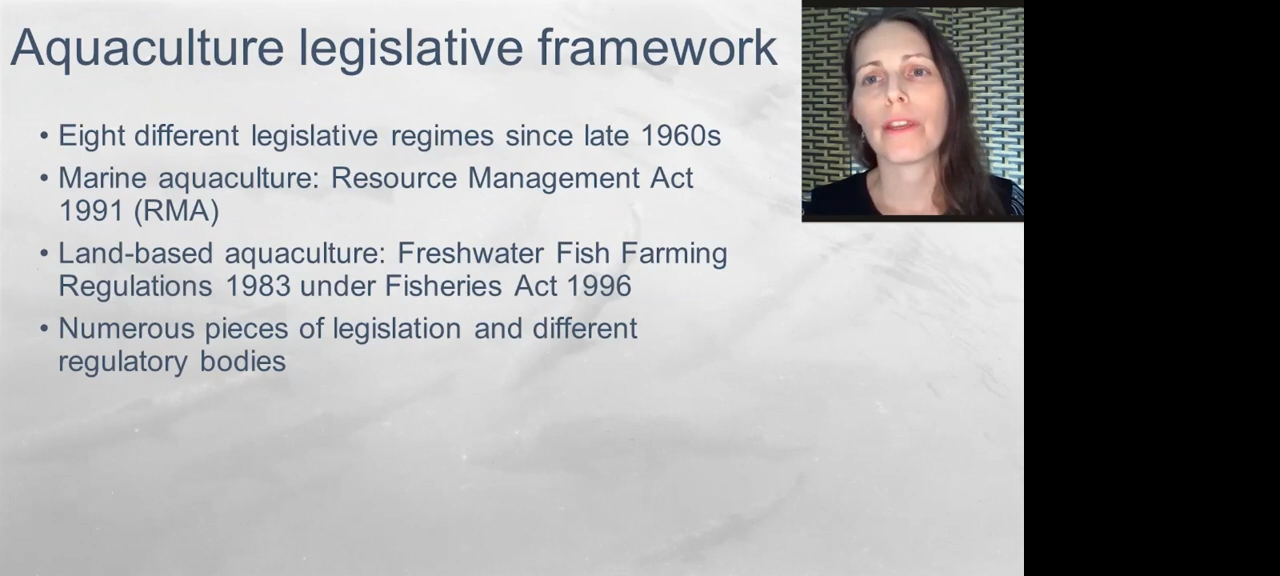 Aquaculture legislative framework
• Eight different legislative regimes since late 1960s
• Marine aquaculture: Resource Management Act
1991 (RMA)
• Land-based aquaculture: Freshwater Fish Farming
Regulations 1983 under Fisheries Act 1996
• Numerous pieces of legislation and different
regulatory bodies